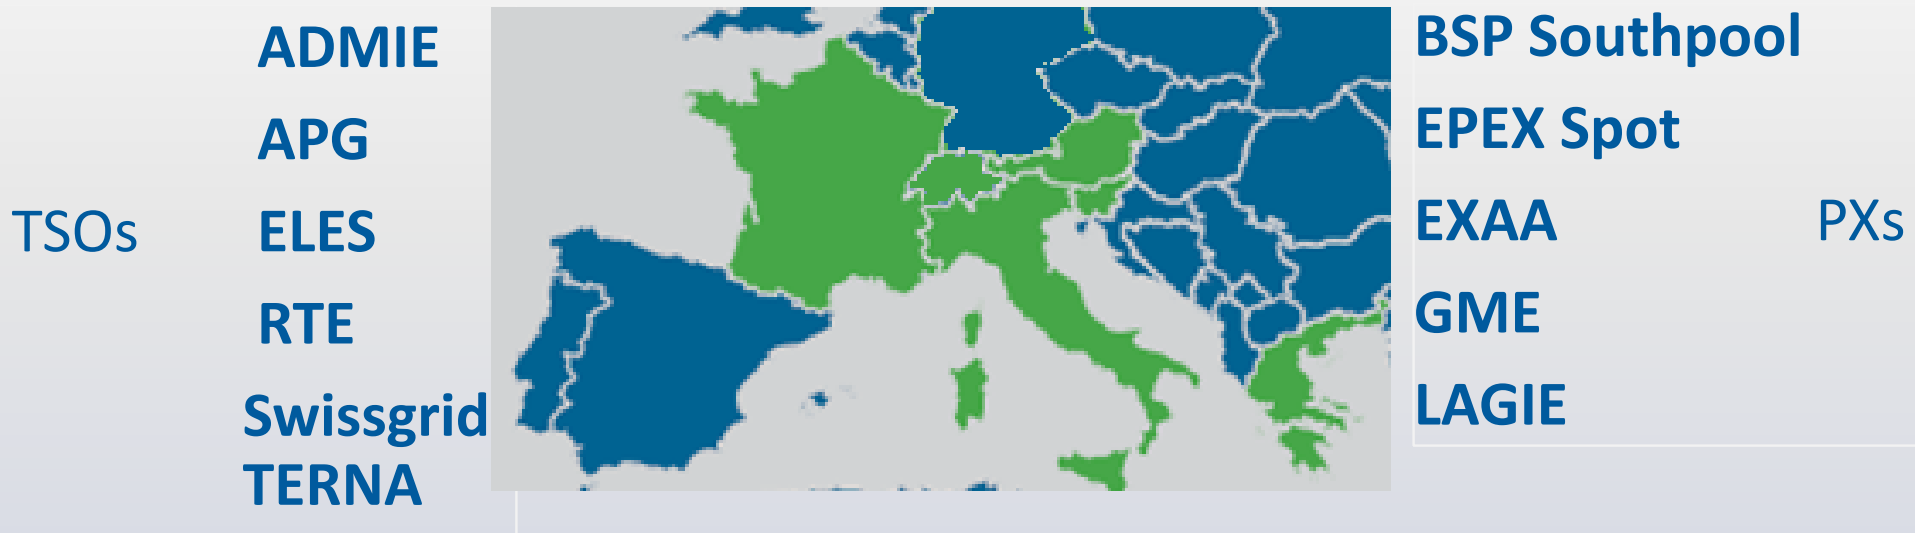 TSOs
ADMIE
APG
ELES
RTE
Swissgrid
TERNA
BSP Southpool
EPEX Spot
EXAA
GME
LAGIE
PXs